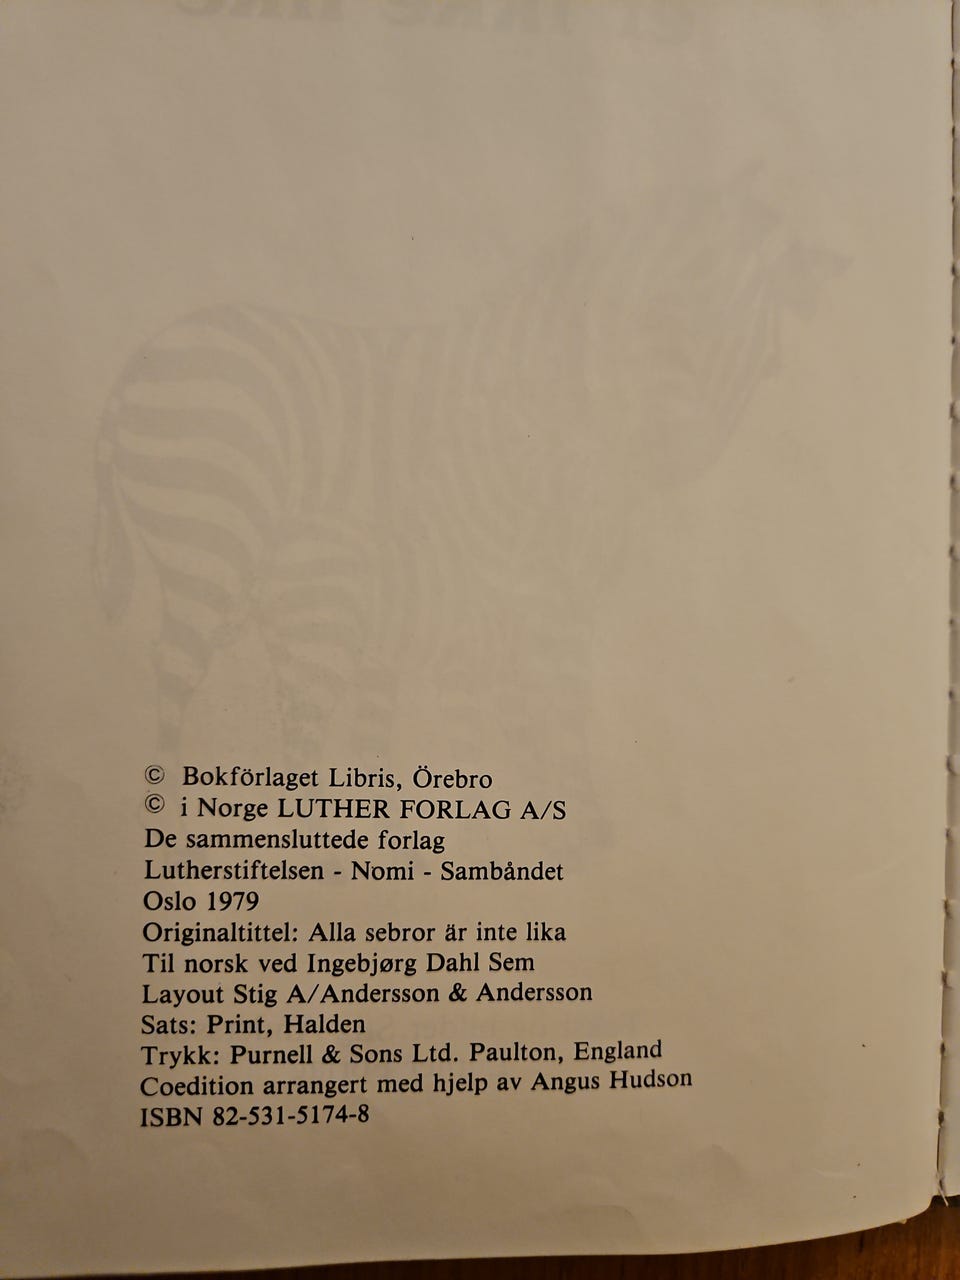 © Bokförlaget Libris, Örebro
© i Norge LUTHER FORLAG A/S
De sammensluttede forlag
Lutherstiftelsen - Nomi - Sambåndet
Oslo 1979
Originaltittel: Alla sebror är inte lika
Til norsk ved Ingebjørg Dahl Sem
Layout Stig A/Andersson & Andersson
Sats: Print, Halden
Trykk: Purnell & Sons Ltd. Paulton, England
Coedition arrangert med hjelp av Angus Hudson
ISBN 82-531-5174-8